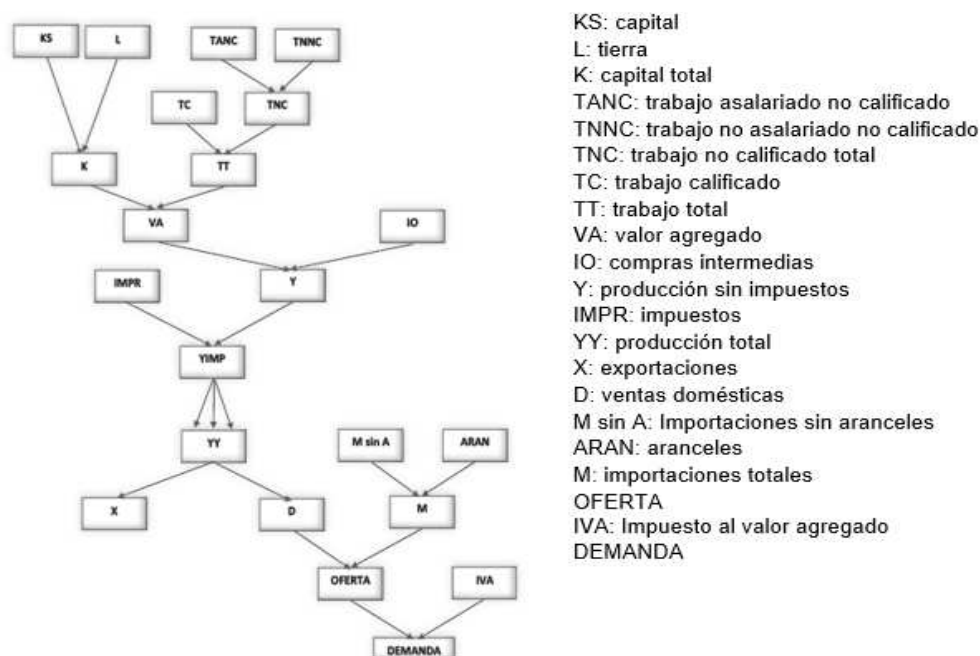 KS
L
TANC
TNNC
TC
TNC
K
TT
VA
IO
IMPR
Y
YIMP
YY
M sin A
ARAN
X
D
M
OFERTA
IVA
DEMANDA
KS: capital
L: tierra
K: capital total
TANC: trabajo asalariado no calificado
TNNC: trabajo no asalariado no calificado
TNC: trabajo no calificado total
TC: trabajo calificado
TT: trabajo total
VA: valor agregado
IO: compras intermedias
Y: producción sin impuestos
IMPR: impuestos
YY: producción total
X: exportaciones
D: ventas domésticas
M sin A: Importaciones sin aranceles
ARAN: aranceles
M: importaciones totales
OFERTA
IVA: Impuesto al valor agregado
DEMANDA